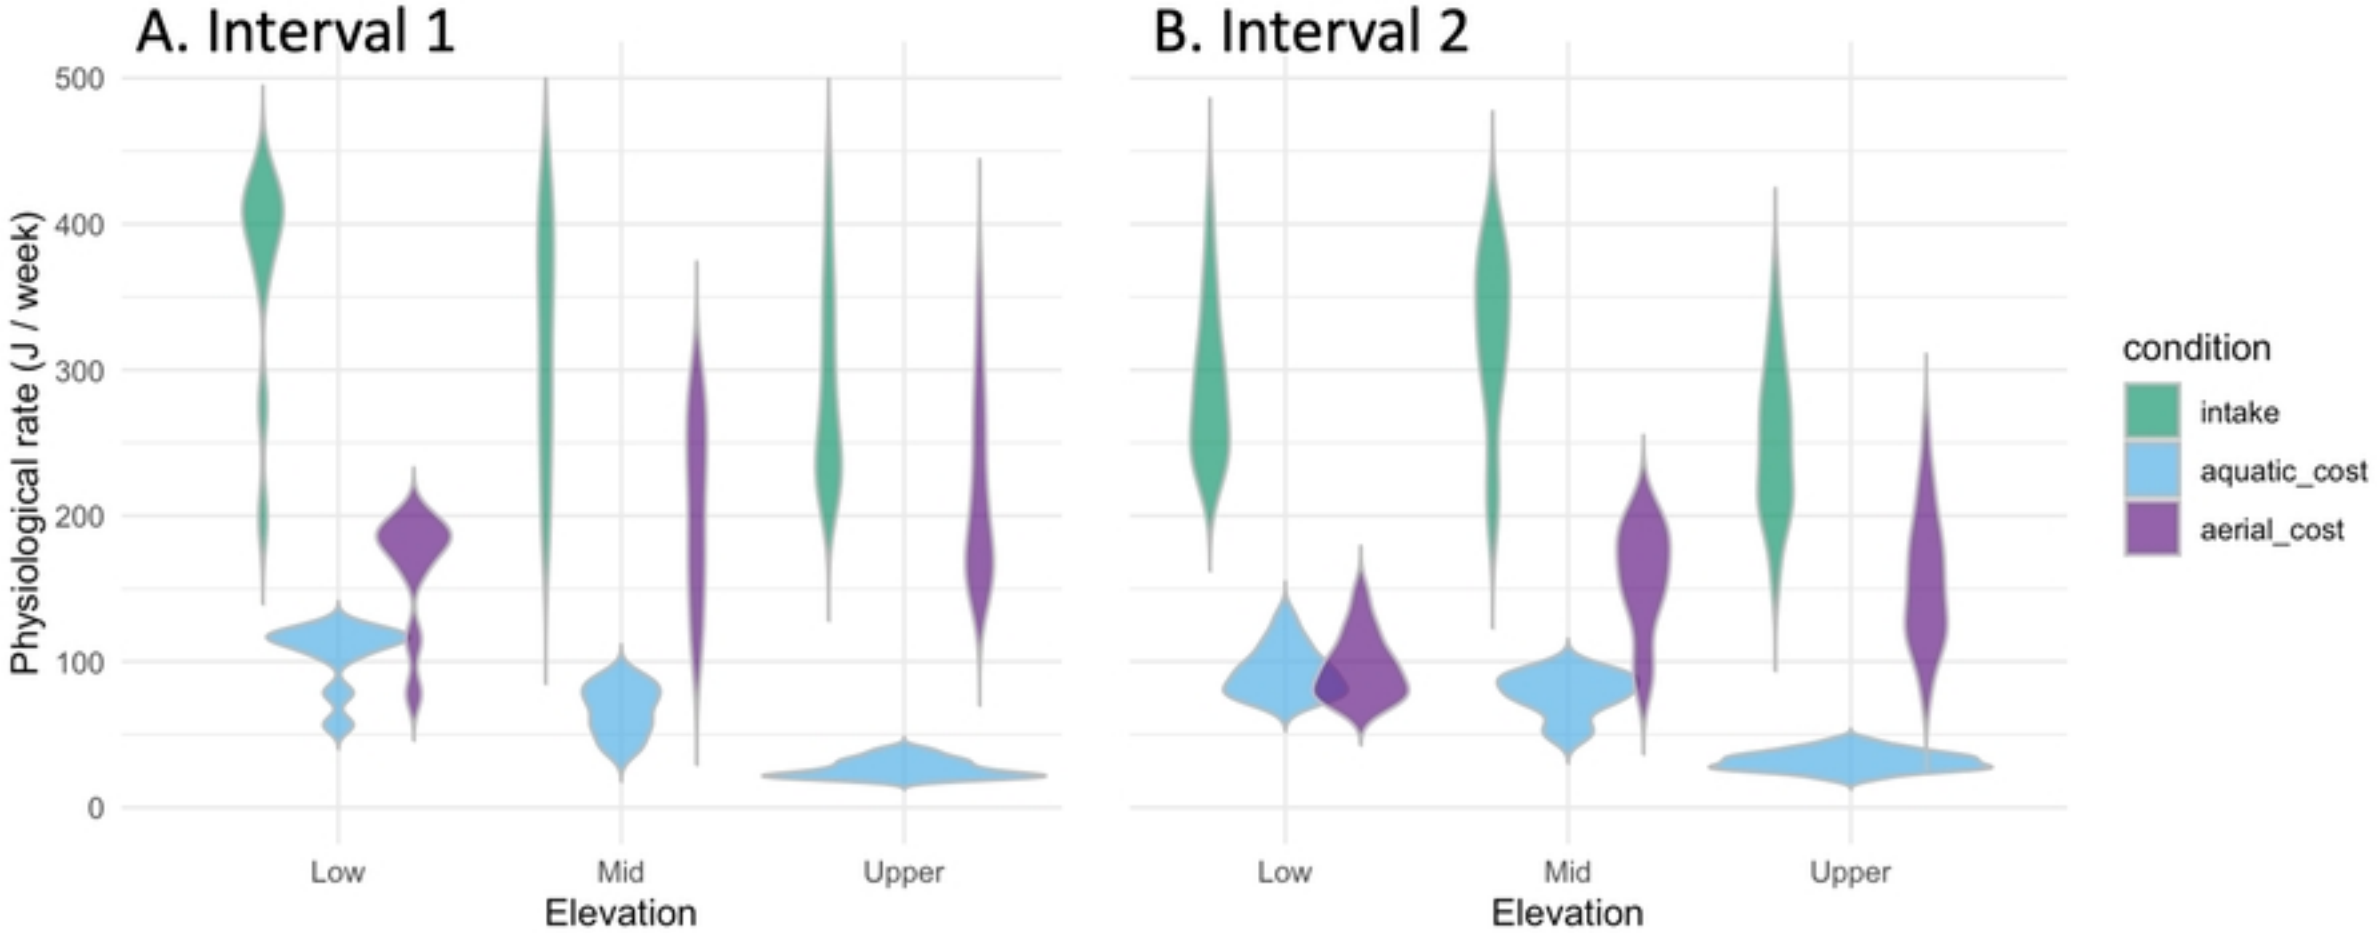 A. Interval 1
B. Interval 2
Physiological rate (J / week)
500
400
300
200
100
0
Low
Mid
Upper
Elevation
Low
Mid
Upper
Elevation
condition
intake
aquatic_cost
aerial_cost